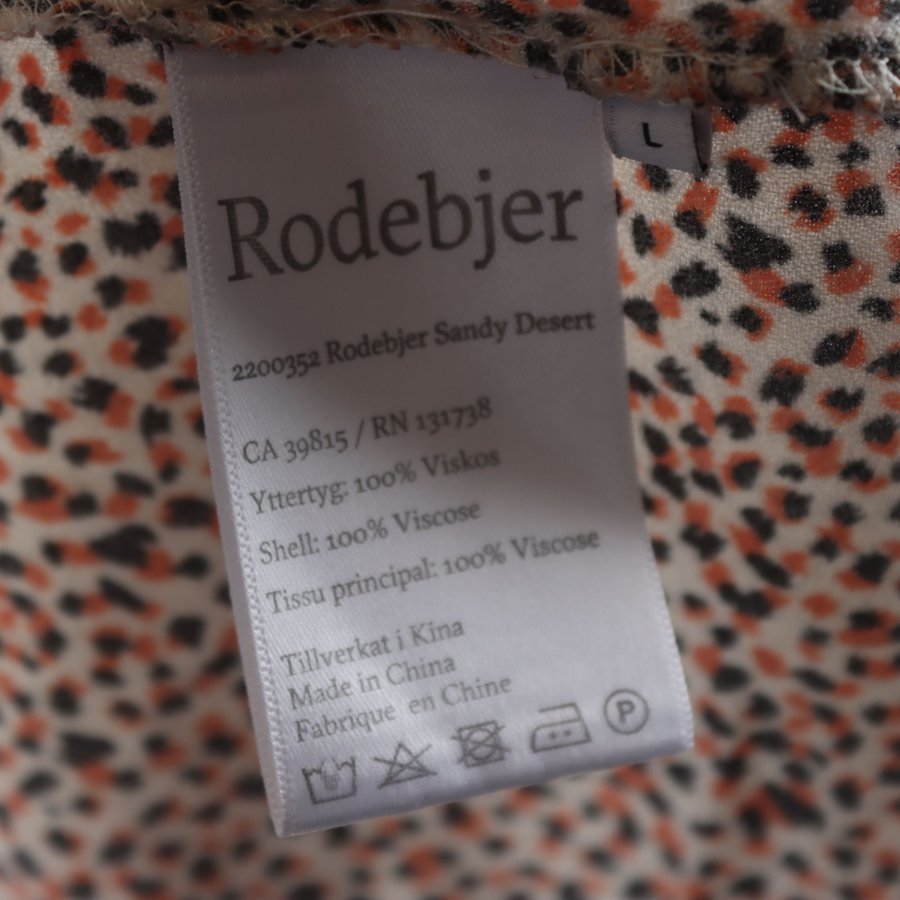 L
Rodebjer
2200352 Rodebjer Sandy Desert
CA 39815 / RN 131738
Yttertyg: 100% Viskos
Shell: 100% Viscose
Tissu principal: 100% Viscose
Tillverkat i Kina
Made in China
Fabrique en Chine
P